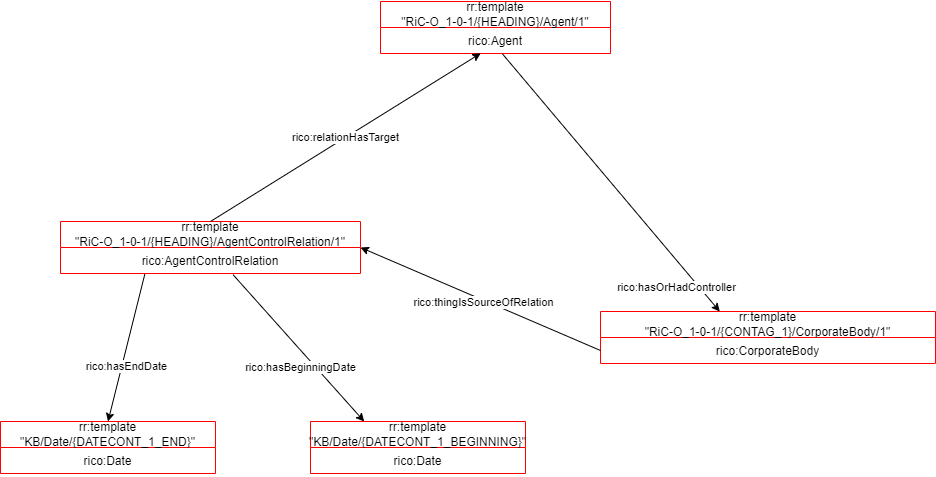 rr:template
"RiC-O_1-0-1/{HEADING}/Agent/1"
rico:Agent
rico:relationHasTarget
rr:template
"RiC-O_1-0-1/{HEADING}/AgentControlRelation/1"
rico:AgentControlRelation
rico:hasOrHadController
rico:thingIsSourceOfRelation
rr:template
"RiC-O_1-0-1/{CONTAG_1}/CorporateBody/1"
rico:CorporateBody
rico:hasEndDate
rico:hasBeginningDate
rr:template
"KB/Date/{DATECONT_1_END}"
rico:Date
rr:template
"KB/Date/{DATECONT_1_BEGINNING}"
rico:Date